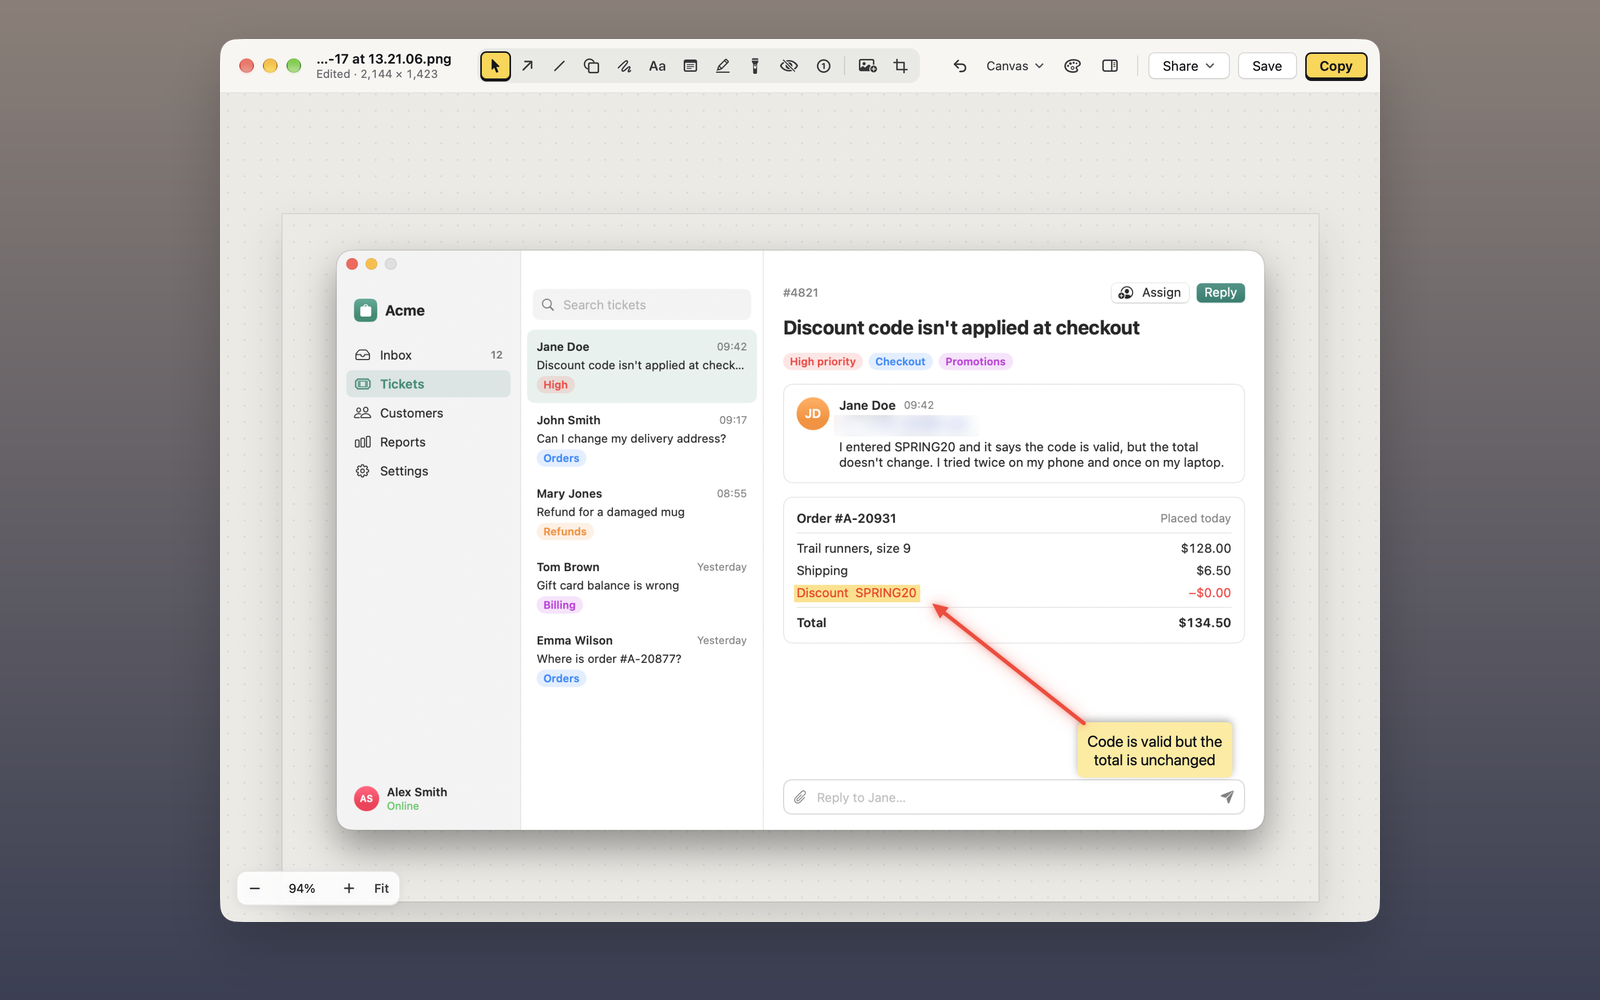 ...-17 at 13.21.06.png
Edited · 2,144 × 1,423
Aa
1
Canvas
Share
Save
Copy
Acme
Inbox 12
Tickets
Customers
Reports
Settings
AS
Alex Smith
Online
Search tickets
Jane Doe 09:42
Discount code isn't applied at check...
High
John Smith 09:17
Can I change my delivery address?
Orders
Mary Jones 08:55
Refund for a damaged mug
Refunds
Tom Brown Yesterday
Gift card balance is wrong
Billing
Emma Wilson Yesterday
Where is order #A-20877?
Orders
#4821
Assign
Reply
Discount code isn't applied at checkout
High priority Checkout Promotions
JD
Jane Doe 09:42
I entered SPRING20 and it says the code is valid, but the total
doesn't change. I tried twice on my phone and once on my laptop.
Order #A-20931 Placed today
Trail runners, size 9 $128.00
Shipping $6.50
Discount SPRING20 −$0.00
Total $134.50
Code is valid but the
total is unchanged
Reply to Jane...
− 94% + Fit